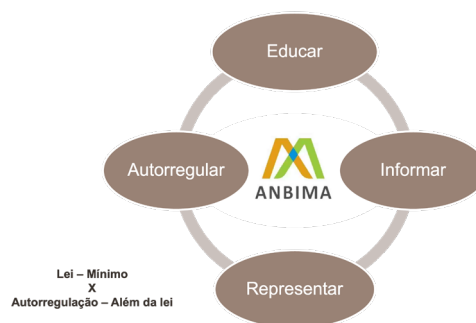 Educar
Autorregular
Informar
ANBIMA
Representar
Lei – Mínimo
X
Autorregulação – Além da lei